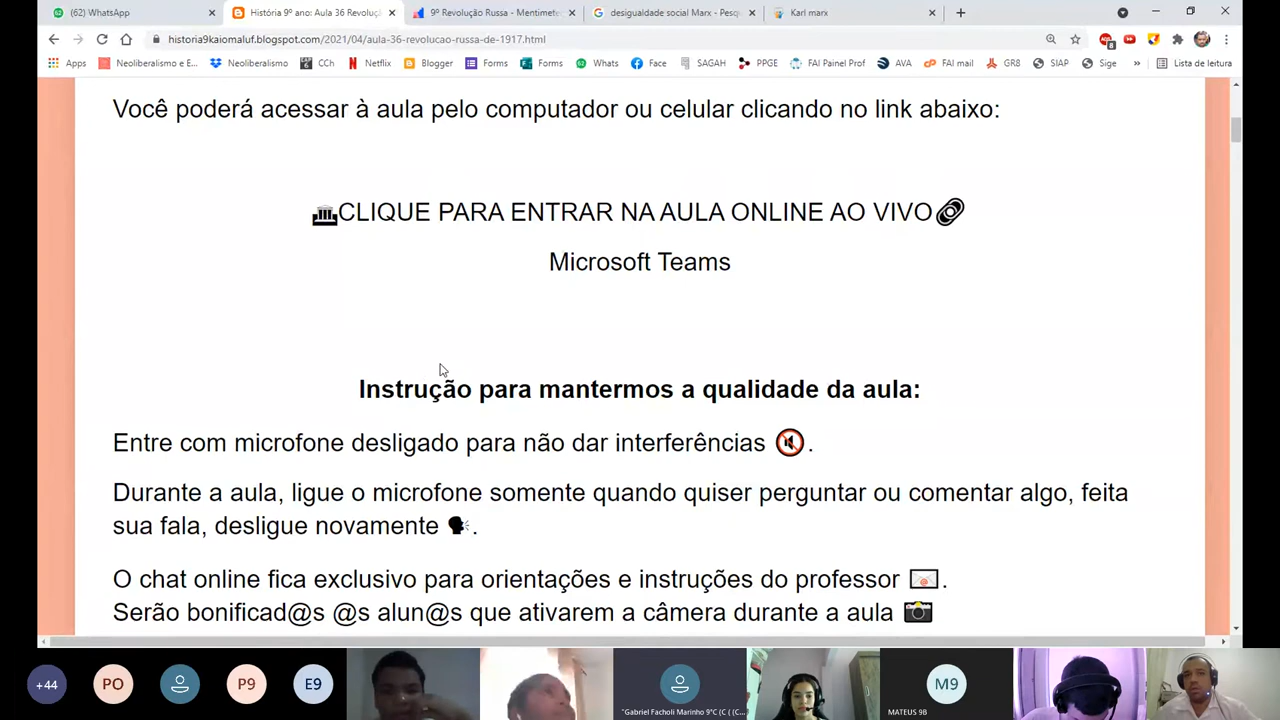 (62) WhatsApp
História 9º ano: Aula 36 Revoluç
9º Revolução Russa - Mentimete
desigualdade social Marx - Pesq
Karl marx
historia9kaiomaluf.blogspot.com/2021/04/aula-36-revolucao-russa-de-1917.html
8
Apps
Neoliberalismo e E...
Neoliberalismo
CCh
Netflix
Blogger
Forms
Forms
Whats
Face
SAGAH
PPGE
FAI Painel Prof
AVA
FAI mail
GR8
SIAP
Sige
»
Lista de leitura
Você poderá acessar à aula pelo computador ou celular clicando no link abaixo:
CLIQUE PARA ENTRAR NA AULA ONLINE AO VIVO
Microsoft Teams
Instrução para mantermos a qualidade da aula:
Entre com microfone desligado para não dar interferências 🔇.
Durante a aula, ligue o microfone somente quando quiser perguntar ou comentar algo, feita
sua fala, desligue novamente 🗣.
O chat online fica exclusivo para orientações e instruções do professor 📧.
Serão bonificad@s @s alun@s que ativarem a câmera durante a aula 📷
+44
PO
P9
E9
"Gabriel Facholi Marinho 9°C (C ( (C...
M9
MATEUS 9B